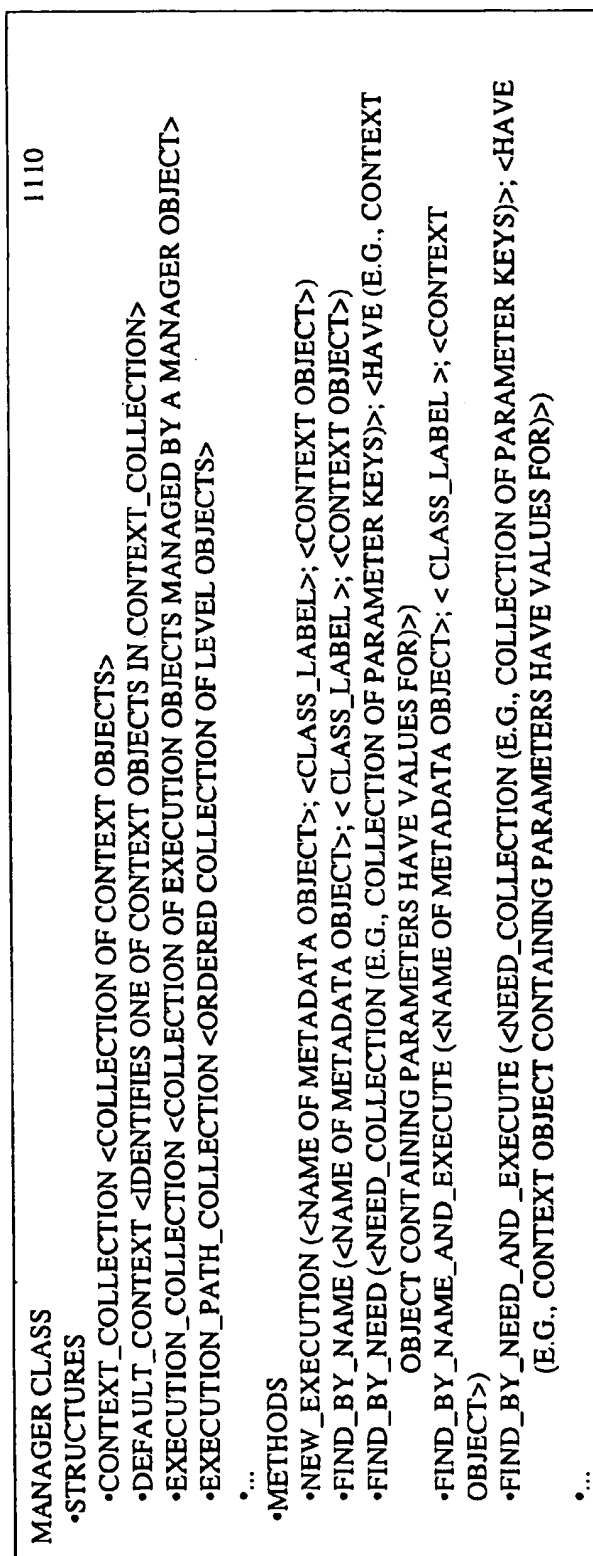 MANAGER CLASS 1110
•STRUCTURES
•CONTEXT_COLLECTION <COLLECTION OF CONTEXT OBJECTS>
•DEFAULT_CONTEXT <IDENTIFIES ONE OF CONTEXT OBJECTS IN CONTEXT_COLLECTION>
•EXECUTION_COLLECTION <COLLECTION OF EXECUTION OBJECTS MANAGED BY A MANAGER OBJECT>
•EXECUTION_PATH_COLLECTION <ORDERED COLLECTION OF LEVEL OBJECTS>
•...
•METHODS
•NEW_EXECUTION (<NAME OF METADATA OBJECT>; <CLASS_LABEL>; <CONTEXT OBJECT>)
•FIND_BY_NAME (<NAME OF METADATA OBJECT>; < CLASS_LABEL >; <CONTEXT OBJECT>)
•FIND_BY_NEED (<NEED_COLLECTION (E.G., COLLECTION OF PARAMETER KEYS)>; <HAVE (E.G., CONTEXT
OBJECT CONTAINING PARAMETERS HAVE VALUES FOR)>)
•FIND_BY_NAME_AND_EXECUTE (<NAME OF METADATA OBJECT>; < CLASS_LABEL >; <CONTEXT
OBJECT>)
•FIND_BY_NEED_AND _EXECUTE (<NEED_COLLECTION (E.G., COLLECTION OF PARAMETER KEYS)>; <HAVE
(E.G., CONTEXT OBJECT CONTAINING PARAMETERS HAVE VALUES FOR)>)
•...